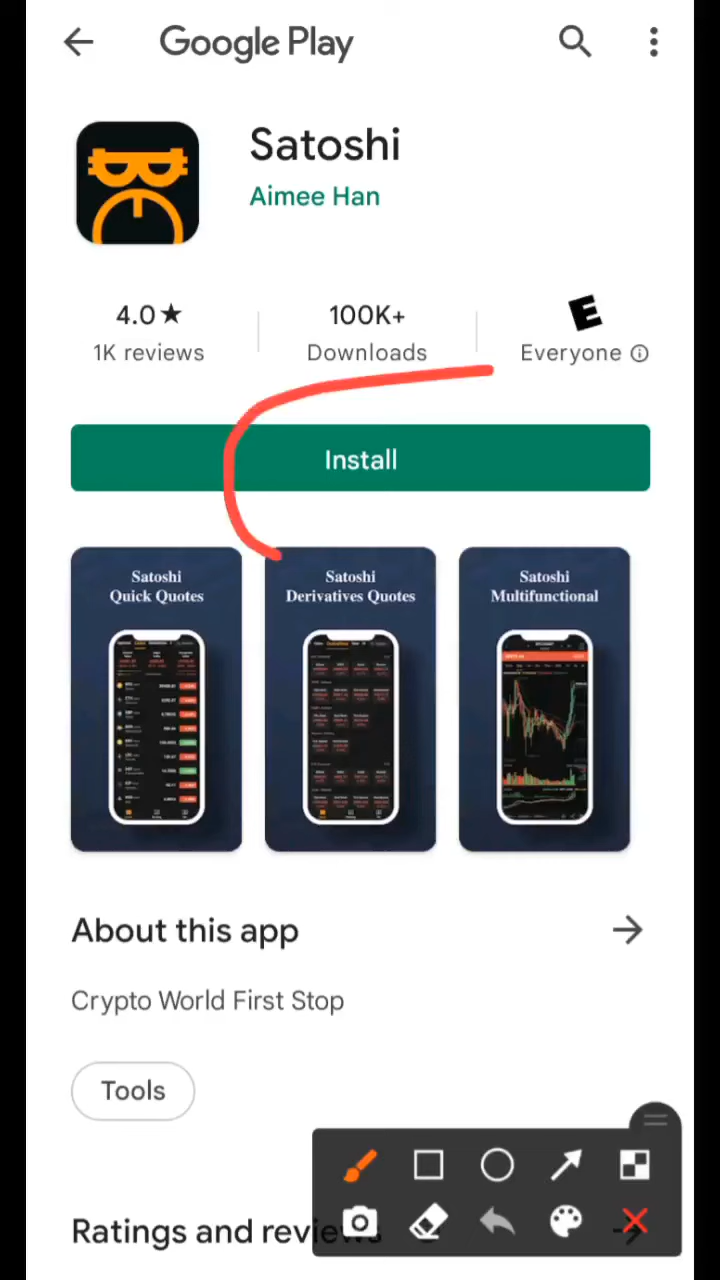 Google Play
Satoshi
Aimee Han
4.0★
1K reviews
100K+
Downloads
E
Everyone
Install
Satoshi
Quick Quotes
Satoshi
Derivatives Quotes
Satoshi
Multifunctional
About this app
Crypto World First Stop
Tools
Ratings and reviews